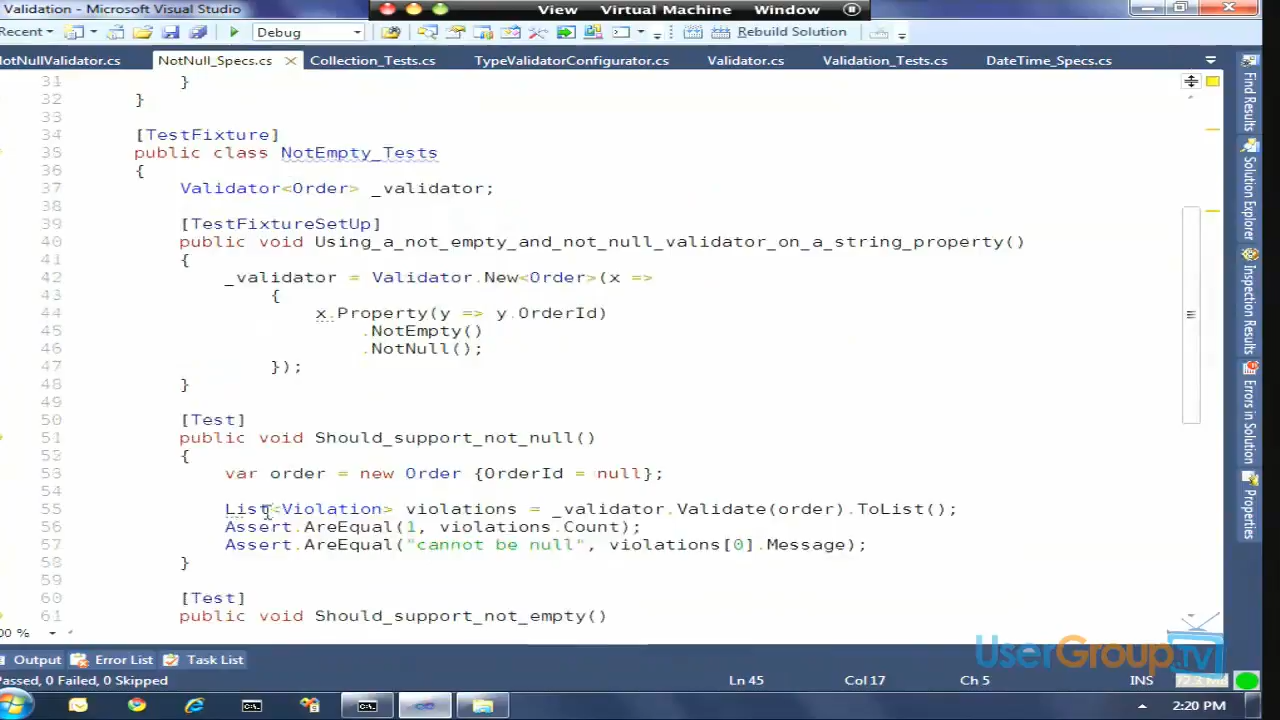 Validation - Microsoft Visual Studio
View Virtual Machine Window
Recent Debug Rebuild Solution
NotNullValidator.cs NotNull_Specs.cs Collection_Tests.cs TypeValidatorConfigurator.cs Validator.cs Validation_Tests.cs DateTime_Specs.cs
31 }
32 }
33
34 [TestFixture]
35 public class NotEmpty_Tests
36 {
37 Validator<Order> _validator;
38
39 [TestFixtureSetUp]
40 public void Using_a_not_empty_and_not_null_validator_on_a_string_property()
41 {
42 _validator = Validator.New<Order>(x =>
43 {
44 x.Property(y => y.OrderId)
45 .NotEmpty()
46 .NotNull();
47 });
48 }
49
50 [Test]
51 public void Should_support_not_null()
52 {
53 var order = new Order {OrderId = null};
54
55 List<Violation> violations = _validator.Validate(order).ToList();
56 Assert.AreEqual(1, violations.Count);
57 Assert.AreEqual("cannot be null", violations[0].Message);
58 }
59
60 [Test]
61 public void Should_support_not_empty()
Find Results
Solution Explorer
Inspection Results
Errors in Solution
Properties
00 %
UserGroup.tv
Output Error List Task List
Passed, 0 Failed, 0 Skipped Ln 45 Col 17 Ch 5 INS
2:20 PM